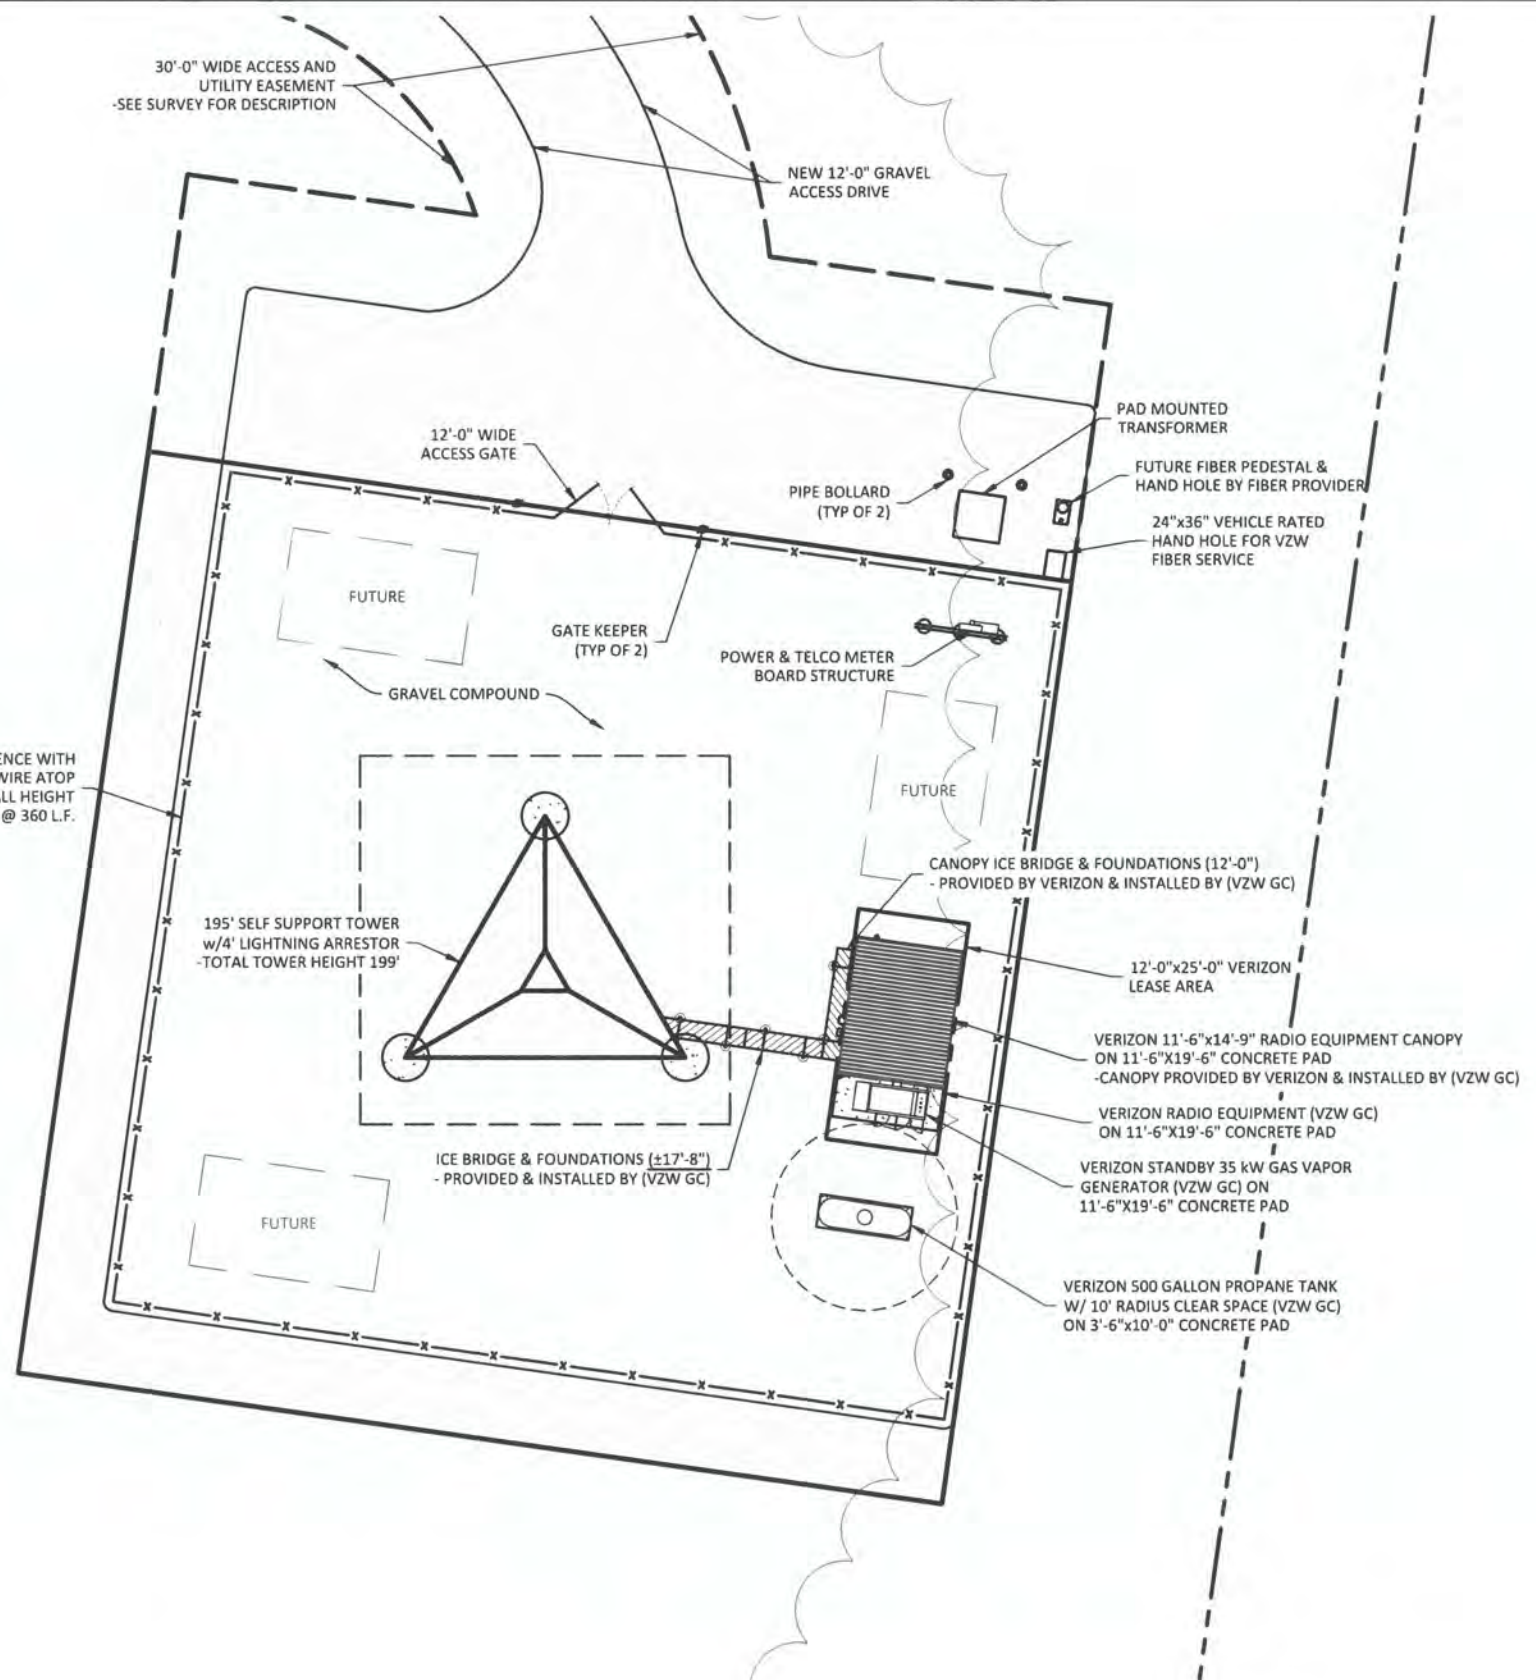 30'-0" WIDE ACCESS AND
UTILITY EASEMENT
-SEE SURVEY FOR DESCRIPTION
NEW 12'-0" GRAVEL
ACCESS DRIVE
12'-0" WIDE
ACCESS GATE
PAD MOUNTED
TRANSFORMER
PIPE BOLLARD
(TYP OF 2)
FUTURE FIBER PEDESTAL &
HAND HOLE BY FIBER PROVIDER
24"x36" VEHICLE RATED
HAND HOLE FOR VZW
FIBER SERVICE
FUTURE
GATE KEEPER
(TYP OF 2)
POWER & TELCO METER
BOARD STRUCTURE
GRAVEL COMPOUND
ENCE WITH
WIRE ATOP
ALL HEIGHT
@ 360 L.F.
FUTURE
CANOPY ICE BRIDGE & FOUNDATIONS (12'-0")
- PROVIDED BY VERIZON & INSTALLED BY (VZW GC)
195' SELF SUPPORT TOWER
w/4' LIGHTNING ARRESTOR
-TOTAL TOWER HEIGHT 199'
12'-0"x25'-0" VERIZON
LEASE AREA
VERIZON 11'-6"x14'-9" RADIO EQUIPMENT CANOPY
ON 11'-6"X19'-6" CONCRETE PAD
-CANOPY PROVIDED BY VERIZON & INSTALLED BY (VZW GC)
VERIZON RADIO EQUIPMENT (VZW GC)
ON 11'-6"X19'-6" CONCRETE PAD
ICE BRIDGE & FOUNDATIONS (±17'-8")
- PROVIDED & INSTALLED BY (VZW GC)
VERIZON STANDBY 35 kW GAS VAPOR
GENERATOR (VZW GC) ON
11'-6"X19'-6" CONCRETE PAD
FUTURE
VERIZON 500 GALLON PROPANE TANK
W/ 10' RADIUS CLEAR SPACE (VZW GC)
ON 3'-6"x10'-0" CONCRETE PAD